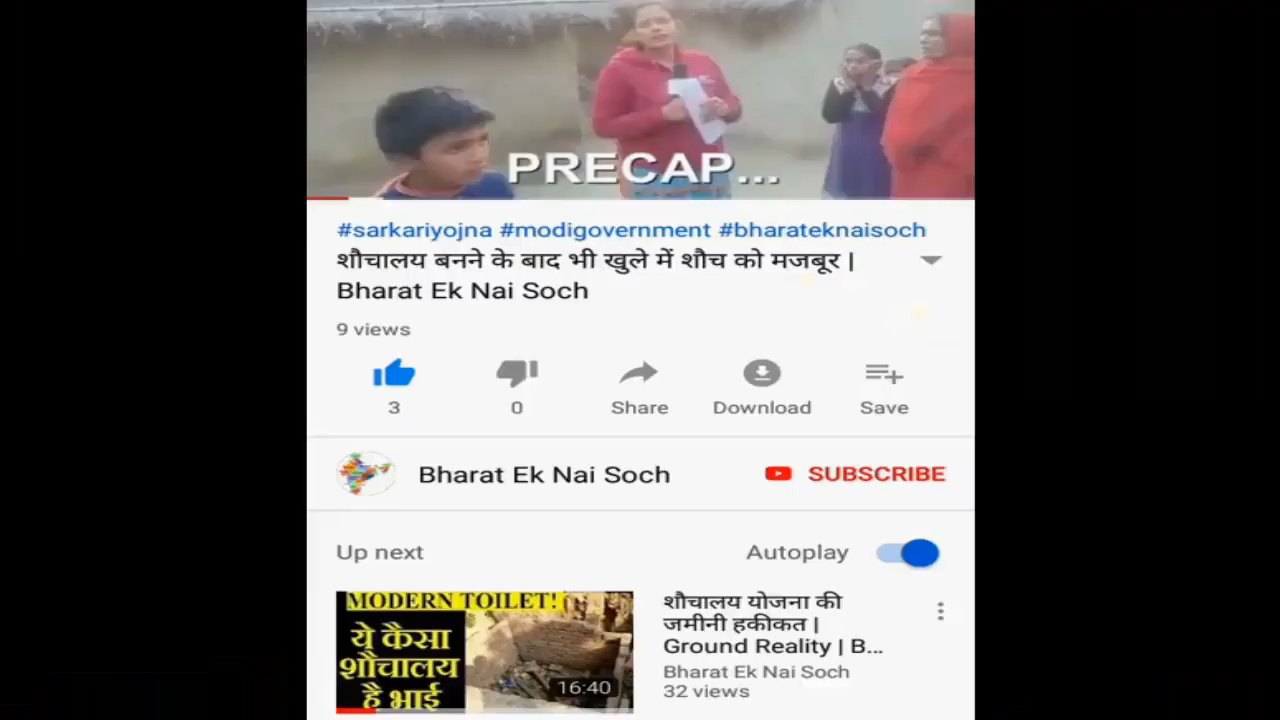 PRECAP...
#sarkariyojna #modigovernment #bharateknaisoch
शौचालय बनने के बाद भी खुले में शौच को मजबूर |
Bharat Ek Nai Soch
9 views
3 0 Share Download Save
Bharat Ek Nai Soch SUBSCRIBE
Up next Autoplay
MODERN TOILET!
ये कैसा
शौचालय
है भाई
16:40
शौचालय योजना की
जमीनी हकीकत |
Ground Reality | B...
Bharat Ek Nai Soch
32 views